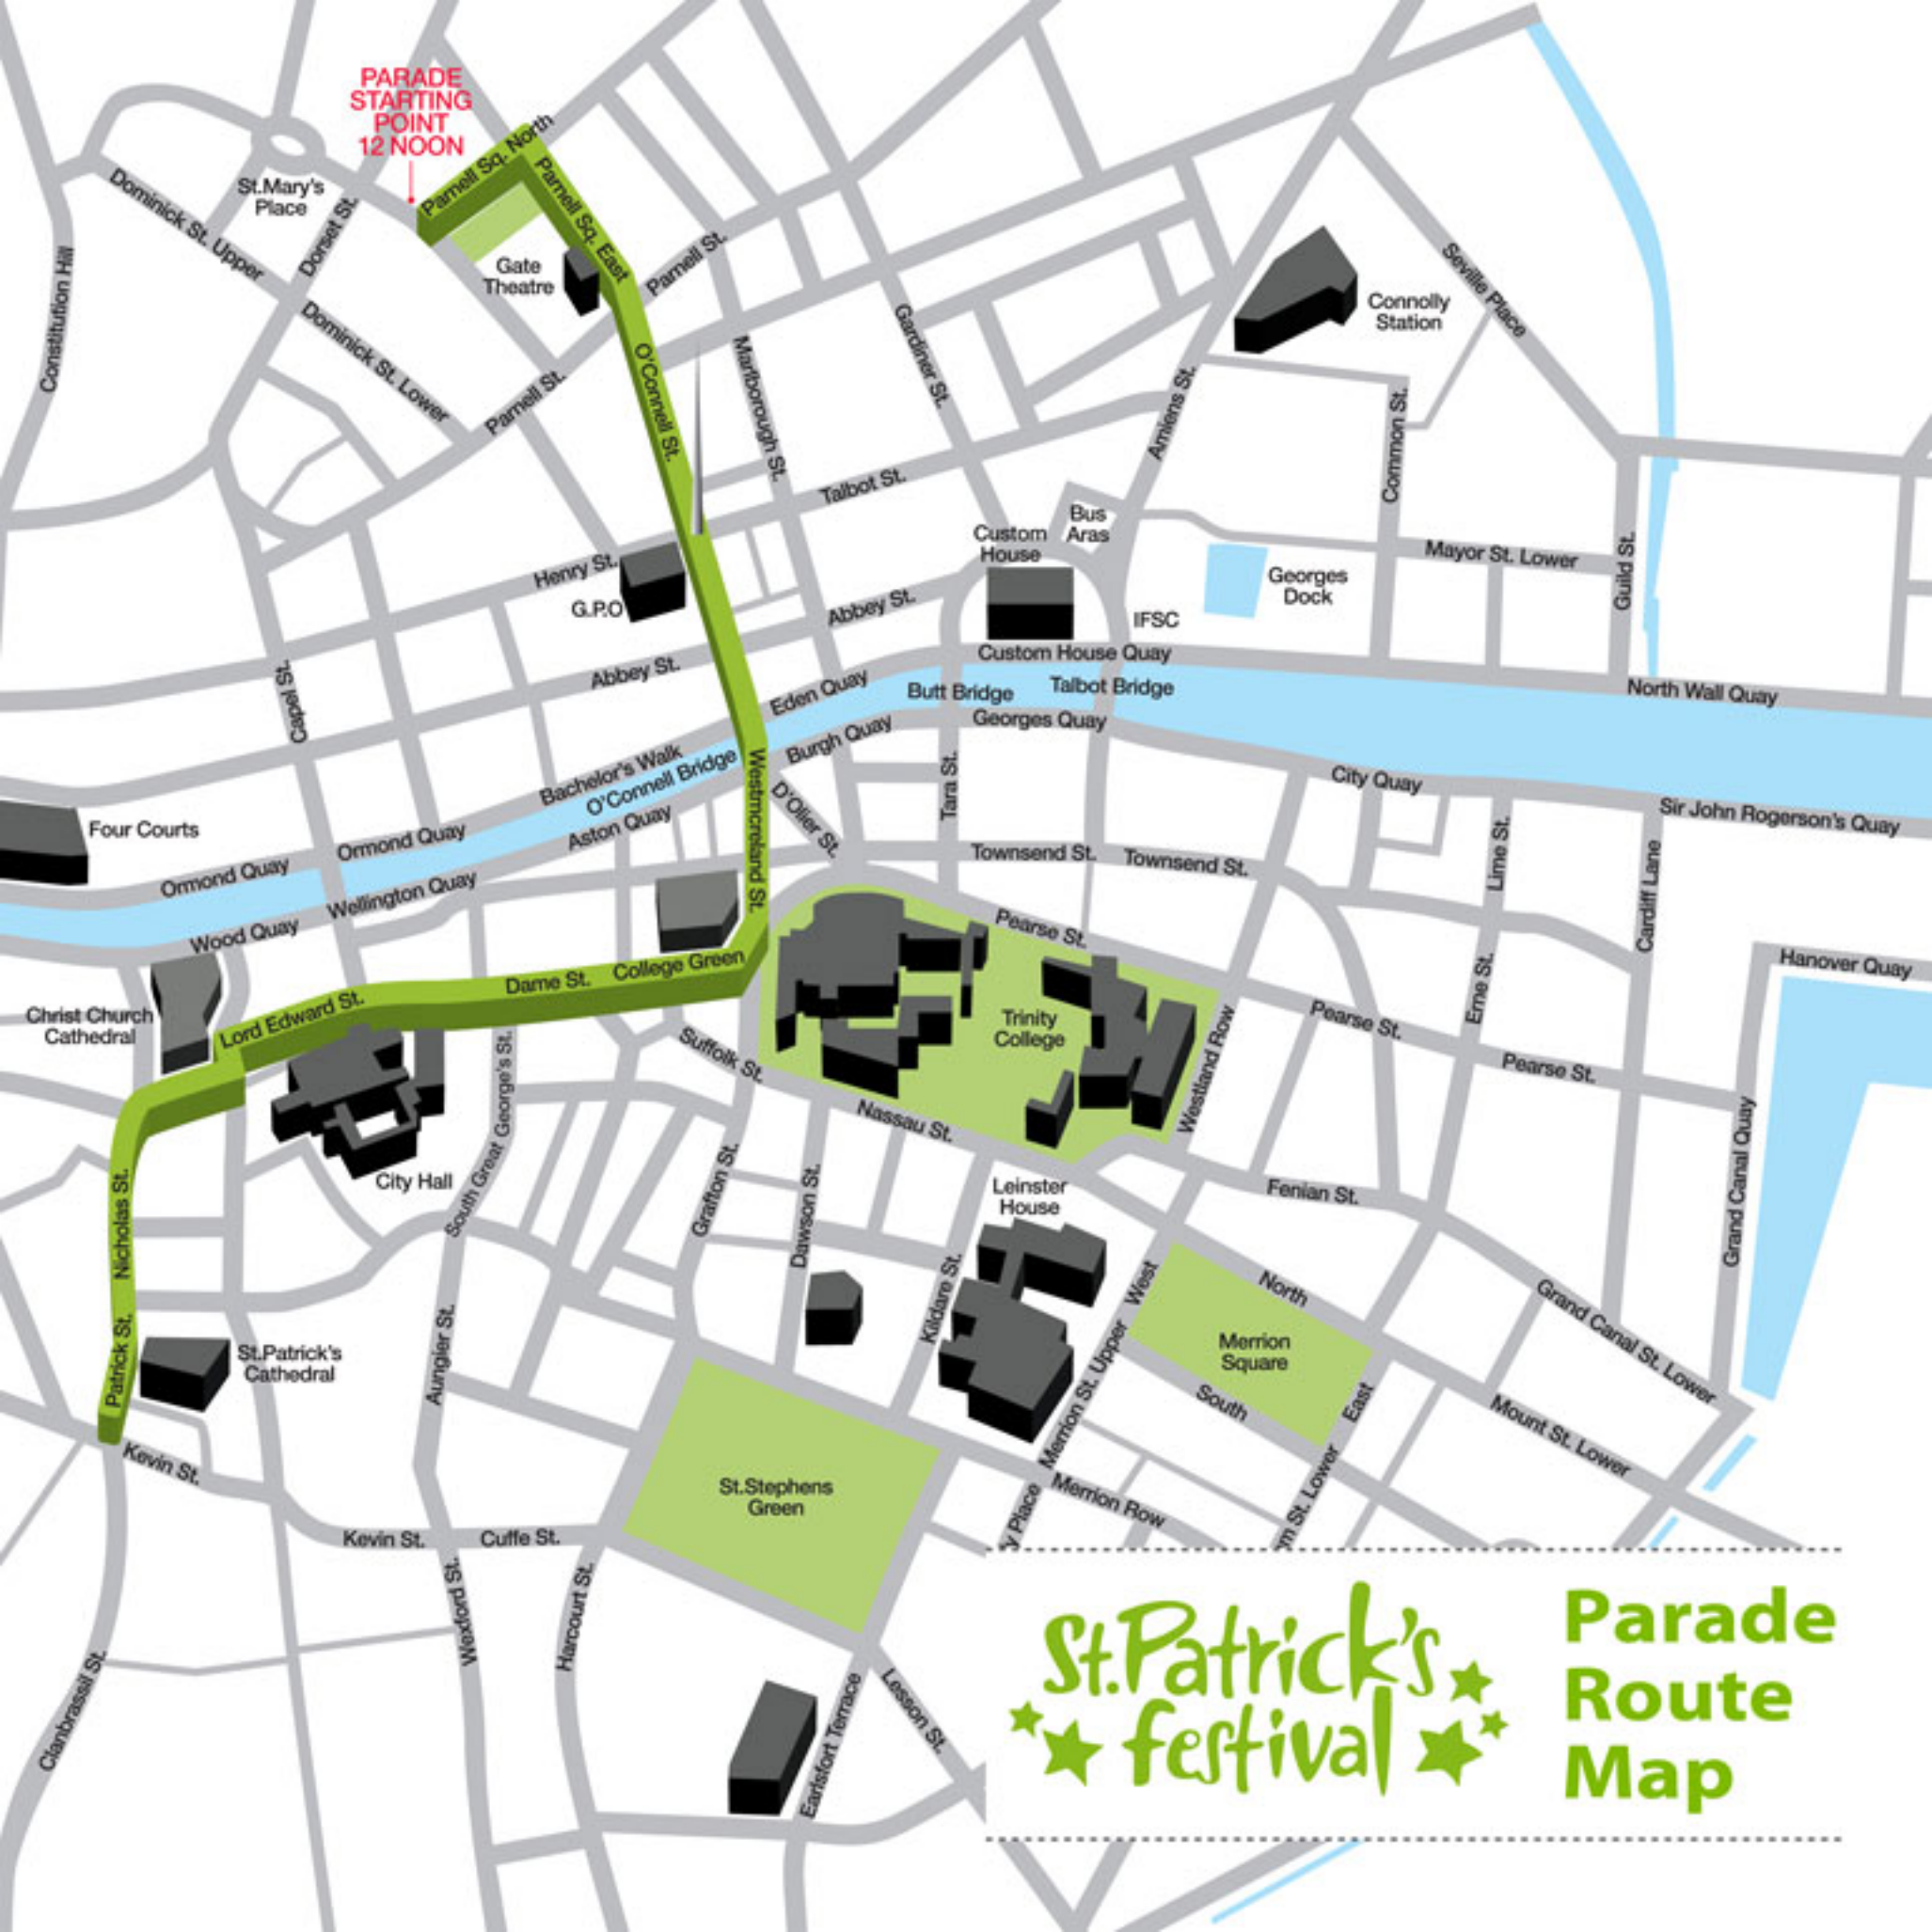 PARADE
STARTING
POINT
12 NOON
Parnell Sq. North
Parnell Sq. East
St.Mary's
Place
Dominick St. Upper
Dorset St.
Constitution Hill
Gate
Theatre
Parnell St.
Dominick St. Lower
Parnell St.
O'Connell St.
Marlborough St.
Gardiner St.
Connolly
Station
Seville Place
Amiens St.
Common St.
Talbot St.
Bus
Aras
Custom
House
Henry St.
G.P.O
Mayor St. Lower
Guild St.
Georges
Dock
Abbey St.
IFSC
Abbey St.
Capel St.
Custom House Quay
Eden Quay
Butt Bridge
Talbot Bridge
North Wall Quay
Georges Quay
Burgh Quay
Bachelor's Walk
O'Connell Bridge
Westmoreland St.
D'Olier St.
Tara St.
City Quay
Sir John Rogerson's Quay
Four Courts
Ormond Quay
Ormond Quay
Aston Quay
Wellington Quay
Wood Quay
Townsend St.
Townsend St.
Lime St.
Cardiff Lane
Pearse St.
Hanover Quay
College Green
Dame St.
Lord Edward St.
Christ Church
Cathedral
Trinity
College
Erne St.
Pearse St.
Pearse St.
Westland Row
Suffolk St.
South Great George's St.
Nassau St.
City Hall
Nicholas St.
Grafton St.
Dawson St.
Leinster
House
Fenian St.
Grand Canal Quay
Kildare St.
West
North
Merrion
Square
South
East
Grand Canal St. Lower
Patrick St.
St.Patrick's
Cathedral
Aungier St.
Merrion St. Upper
Mount St. Lower
Kevin St.
St.Stephens
Green
Merrion Row
y Place
m St. Lower
Kevin St.
Cuffe St.
Wexford St.
Harcourt St.
Clanbrassil St.
Earlsfort Terrace
Lesson St.
St.Patrick's
festival
Parade
Route
Map